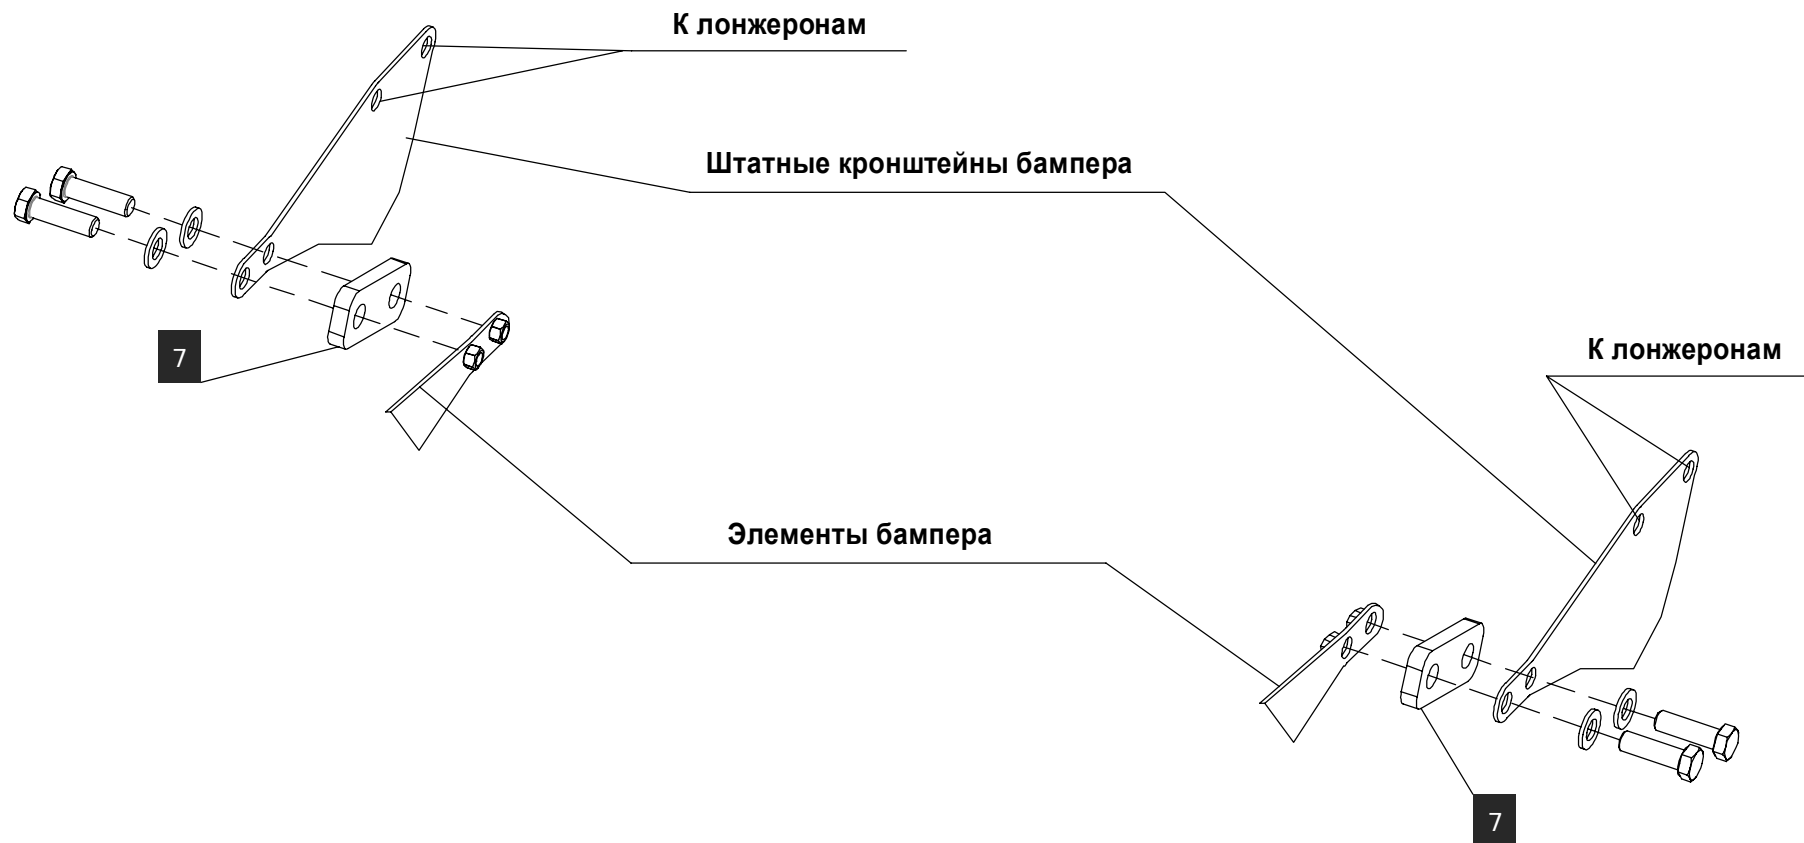 К лонжеронам
Штатные кронштейны бампера
7
К лонжеронам
Элементы бампера
7